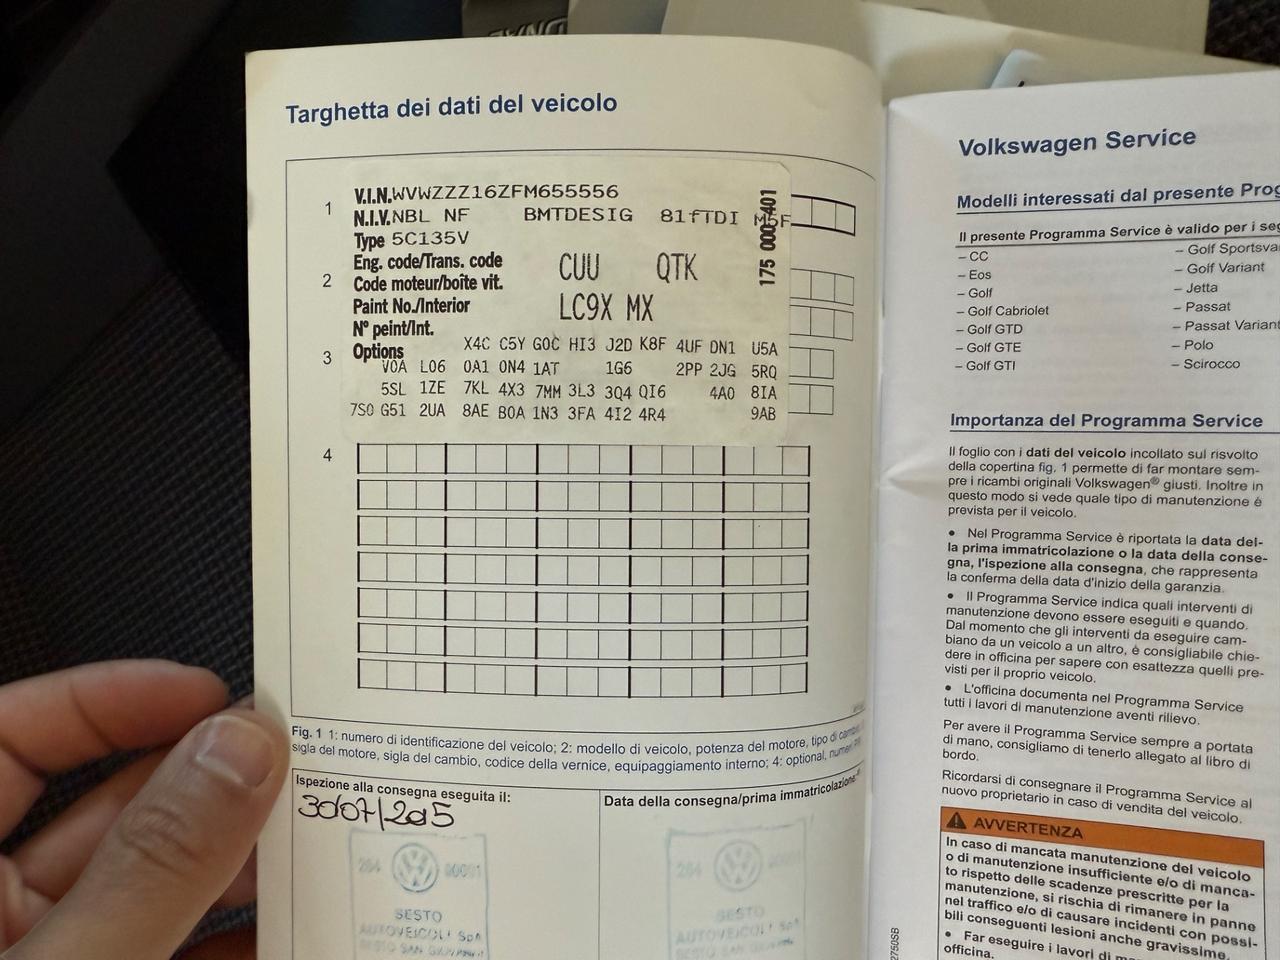 Targhetta dei dati del veicolo
1
V.I.N. WVWZZZ16ZFM655556
N.I.V. NBL NF BMTDESIG 81fTDI M5F
Type 5C135V
175 000 401
2
Eng. code/Trans. code
Code moteur/boîte vit.
CUU QTK
Paint No./Interior
N° peint/Int.
LC9X MX
3
Options
X4C C5Y G0C HI3 J2D K8F 4UF DN1 U5A
V0A L06 0A1 0N4 1AT 1G6 2PP 2JG 5RQ
5SL 1ZE 7KL 4X3 7MM 3L3 3Q4 QI6 4A0 8IA
7S0 G51 2UA 8AE B0A 1N3 3FA 4I2 4R4 9AB
4
Fig. 1 1: numero di identificazione del veicolo; 2: modello di veicolo, potenza del motore, tipo di
sigla del motore, sigla del cambio, codice della vernice, equipaggiamento interno; 4: optional,
Ispezione alla consegna eseguita il:
30/07/2015
Data della consegna/prima immatricolazione:
SESTO
AUTOVEICOLI SpA
SESTO
AUTOVEICOLI SpA
Volkswagen Service
Modelli interessati dal presente Prog
Il presente Programma Service è valido per i seg
– CC
– Eos
– Golf
– Golf Cabriolet
– Golf GTD
– Golf GTE
– Golf GTI
– Golf Sportsva
– Golf Variant
– Jetta
– Passat
– Passat Variant
– Polo
– Scirocco
Importanza del Programma Service
Il foglio con i dati del veicolo incollato sul risvolto
della copertina fig. 1 permette di far montare sem-
pre i ricambi originali Volkswagen® giusti. Inoltre in
questo modo si vede quale tipo di manutenzione é
prevista per il veicolo.
• Nel Programma Service è riportata la data del-
la prima immatricolazione o la data della conse-
gna, l'ispezione alla consegna, che rappresenta
la conferma della data d'inizio della garanzia.
• Il Programma Service indica quali interventi di
manutenzione devono essere eseguiti e quando.
Dal momento che gli interventi da eseguire cam-
biano da un veicolo a un altro, è consigliabile chie-
dere in officina per sapere con esattezza quelli pre-
visti per il proprio veicolo.
• L'officina documenta nel Programma Service
tutti i lavori di manutenzione aventi rilievo.
Per avere il Programma Service sempre a portata
di mano, consigliamo di tenerlo allegato al libro di
bordo.
Ricordarsi di consegnare il Programma Service al
nuovo proprietario in caso di vendita del veicolo.
AVVERTENZA
In caso di mancata manutenzione del veicolo
o di manutenzione insufficiente e/o di manca-
to rispetto delle scadenze prescritte per la
manutenzione, si rischia di rimanere in panne
nel traffico e/o di causare incidenti con possi-
bili conseguenti lesioni anche gravissime.
• Far eseguire i lavori di
officina.